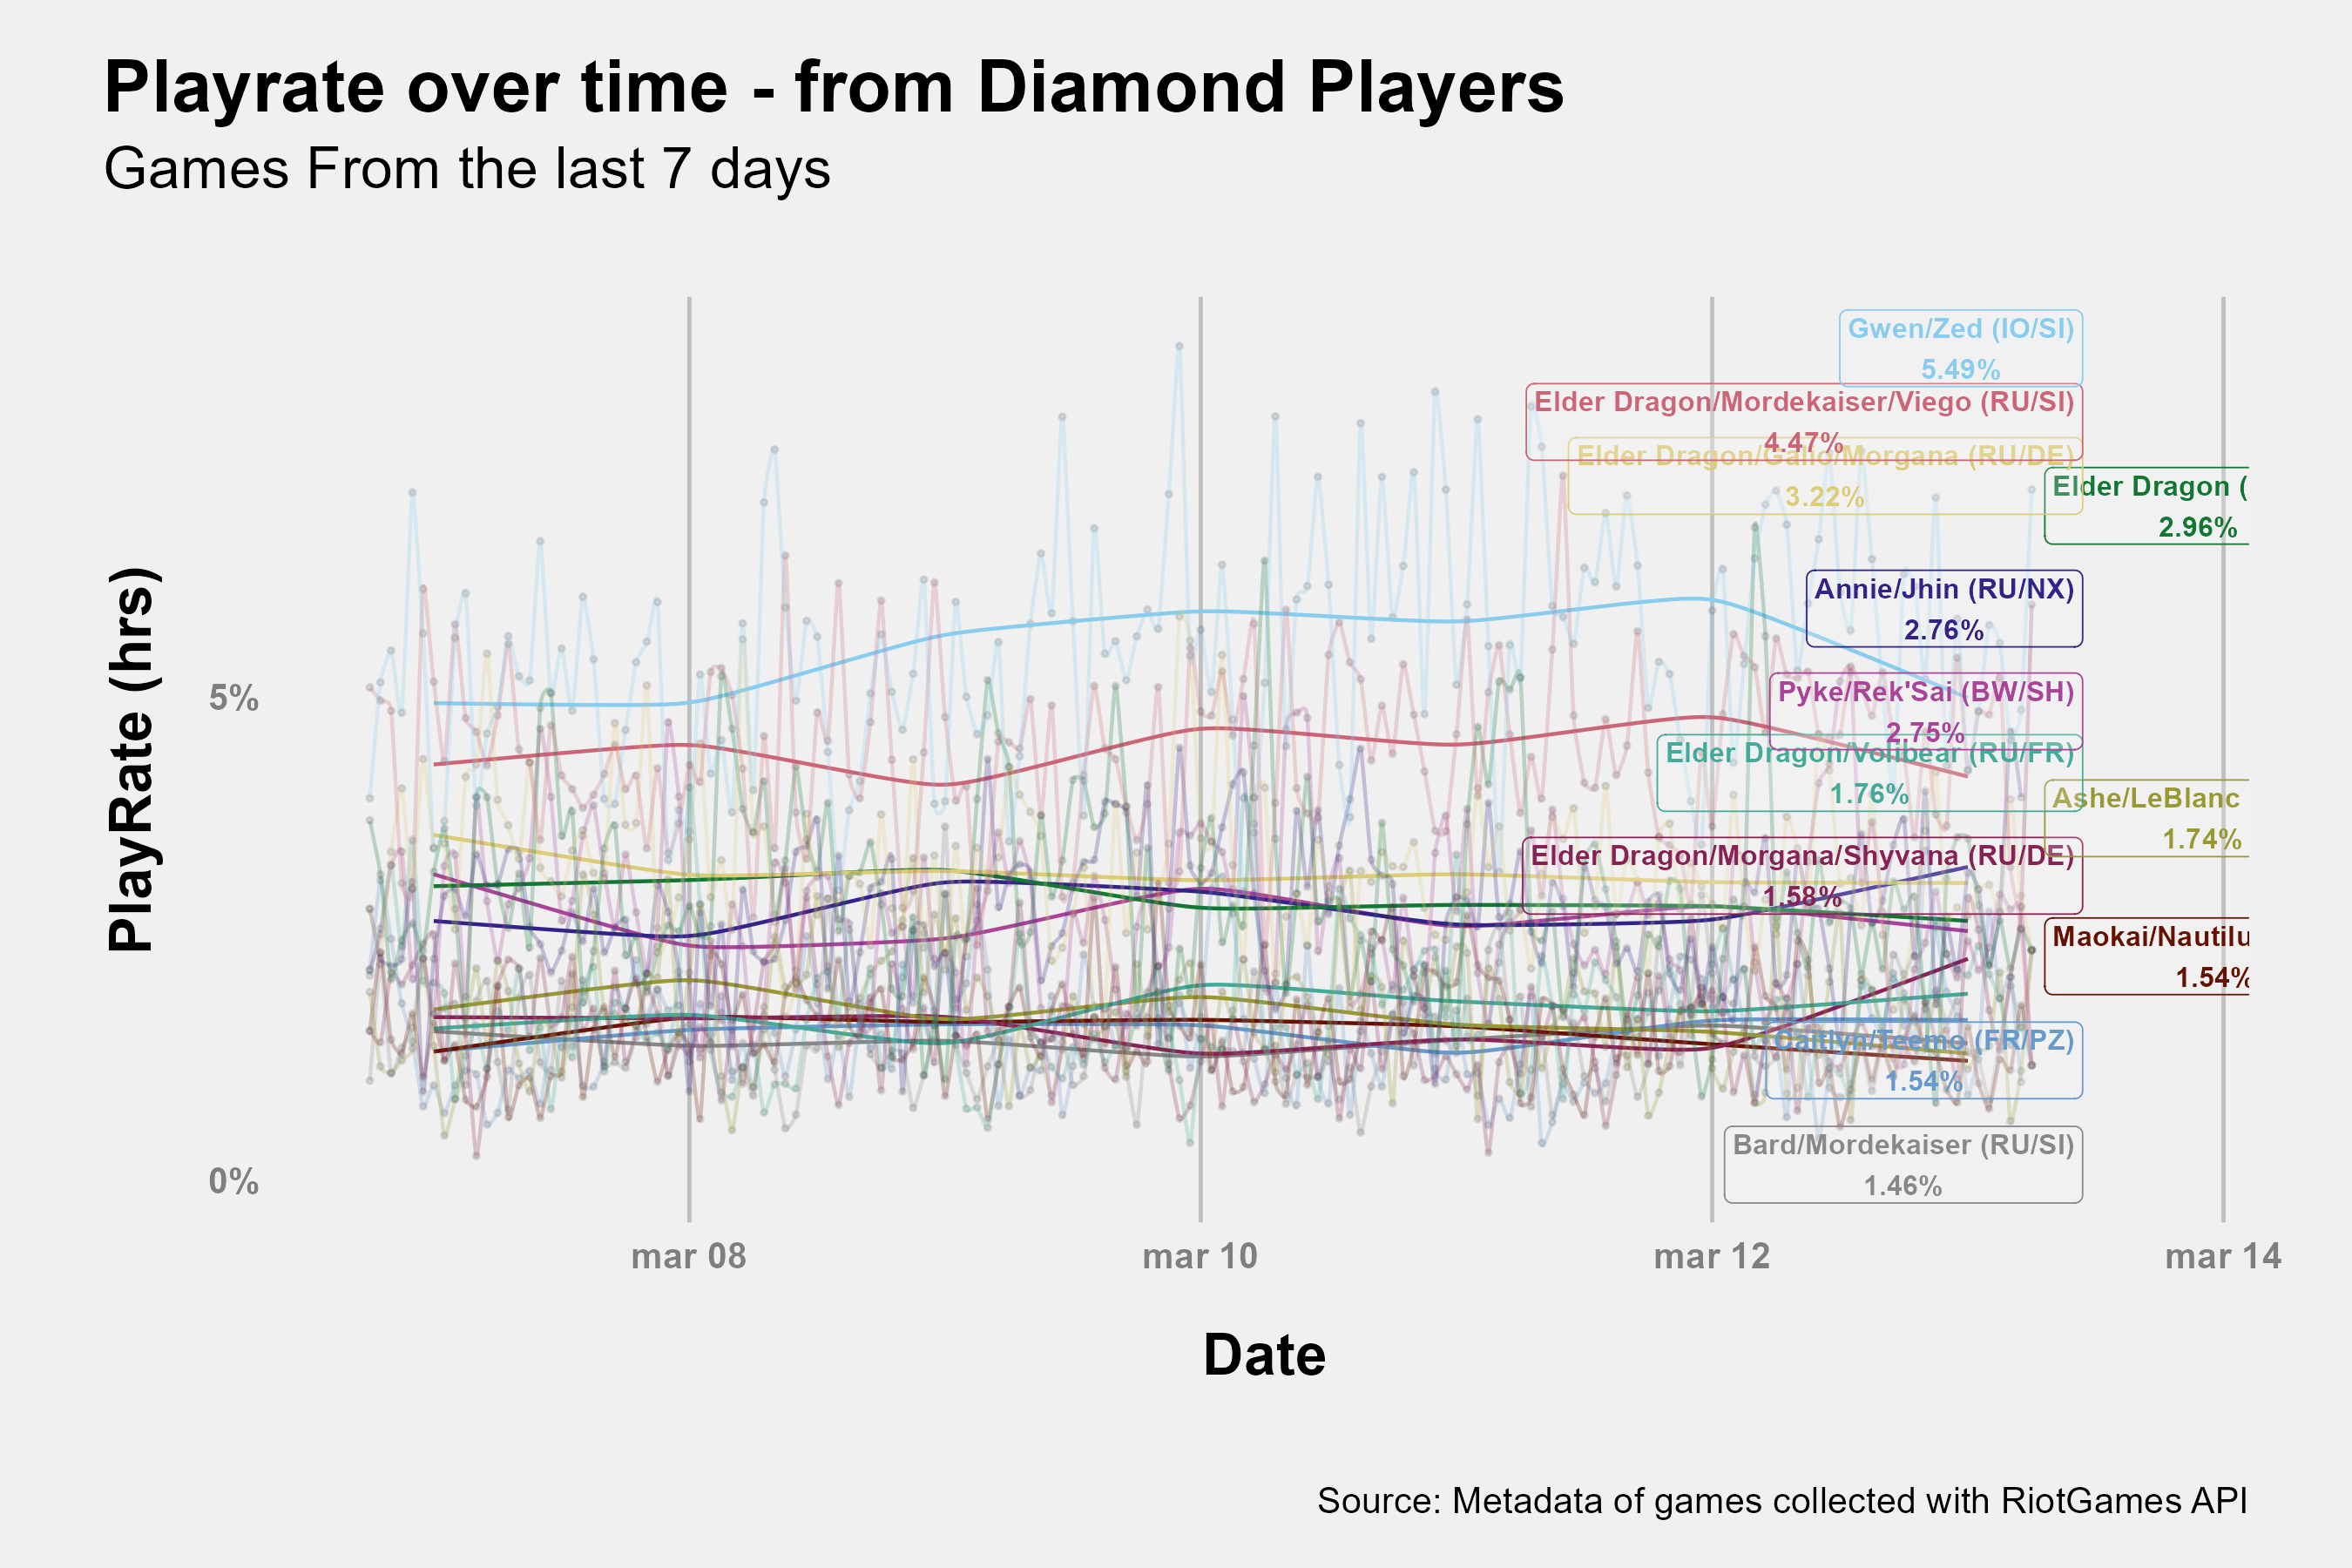 Playrate over time - from Diamond Players
Games From the last 7 days
PlayRate (hrs)
5%
0%
Gwen/Zed (IO/SI)
5.49%
Elder Dragon/Mordekaiser/Viego (RU/SI)
4.47%
Elder Dragon/Galio/Morgana (RU/DE)
3.22%
Elder Dragon (
2.96%
Annie/Jhin (RU/NX)
2.76%
Pyke/Rek'Sai (BW/SH)
2.75%
Elder Dragon/Volibear (RU/FR)
1.76%
Ashe/LeBlanc
1.74%
Elder Dragon/Morgana/Shyvana (RU/DE)
1.58%
Maokai/Nautilu
1.54%
Caitlyn/Teemo (FR/PZ)
1.54%
Bard/Mordekaiser (RU/SI)
1.46%
mar 08
mar 10
mar 12
mar 14
Date
Source: Metadata of games collected with RiotGames API